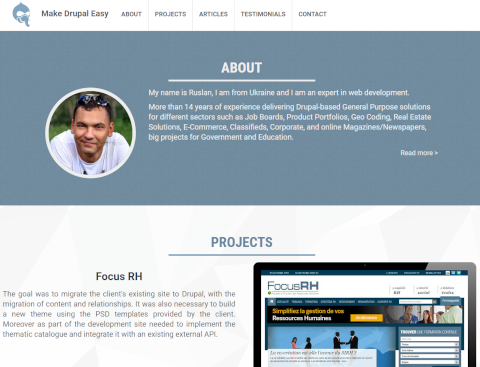 Make Drupal Easy ABOUT PROJECTS ARTICLES TESTIMONIALS CONTACT
ABOUT
My name is Ruslan, I am from Ukraine and I am an expert in web development.
More than 14 years of experience delivering Drupal-based General Purpose solutions
for different sectors such as Job Boards, Product Portfolios, Geo Coding, Real Estate
Solutions, E-Commerce, Classifieds, Corporate, and online Magazines/Newspapers,
big projects for Government and Education.
Read more >
PROJECTS
Focus RH
The goal was to migrate the client's existing site to Drupal, with the
migration of content and relationships. It was also necessary to build
a new theme using the PSD templates provided by the client.
Moreover as part of the development site needed to implement the
thematic catalogue and integrate it with an existing external API.
FocusRH
Simplifiez la gestion de vos
Ressources Humaines